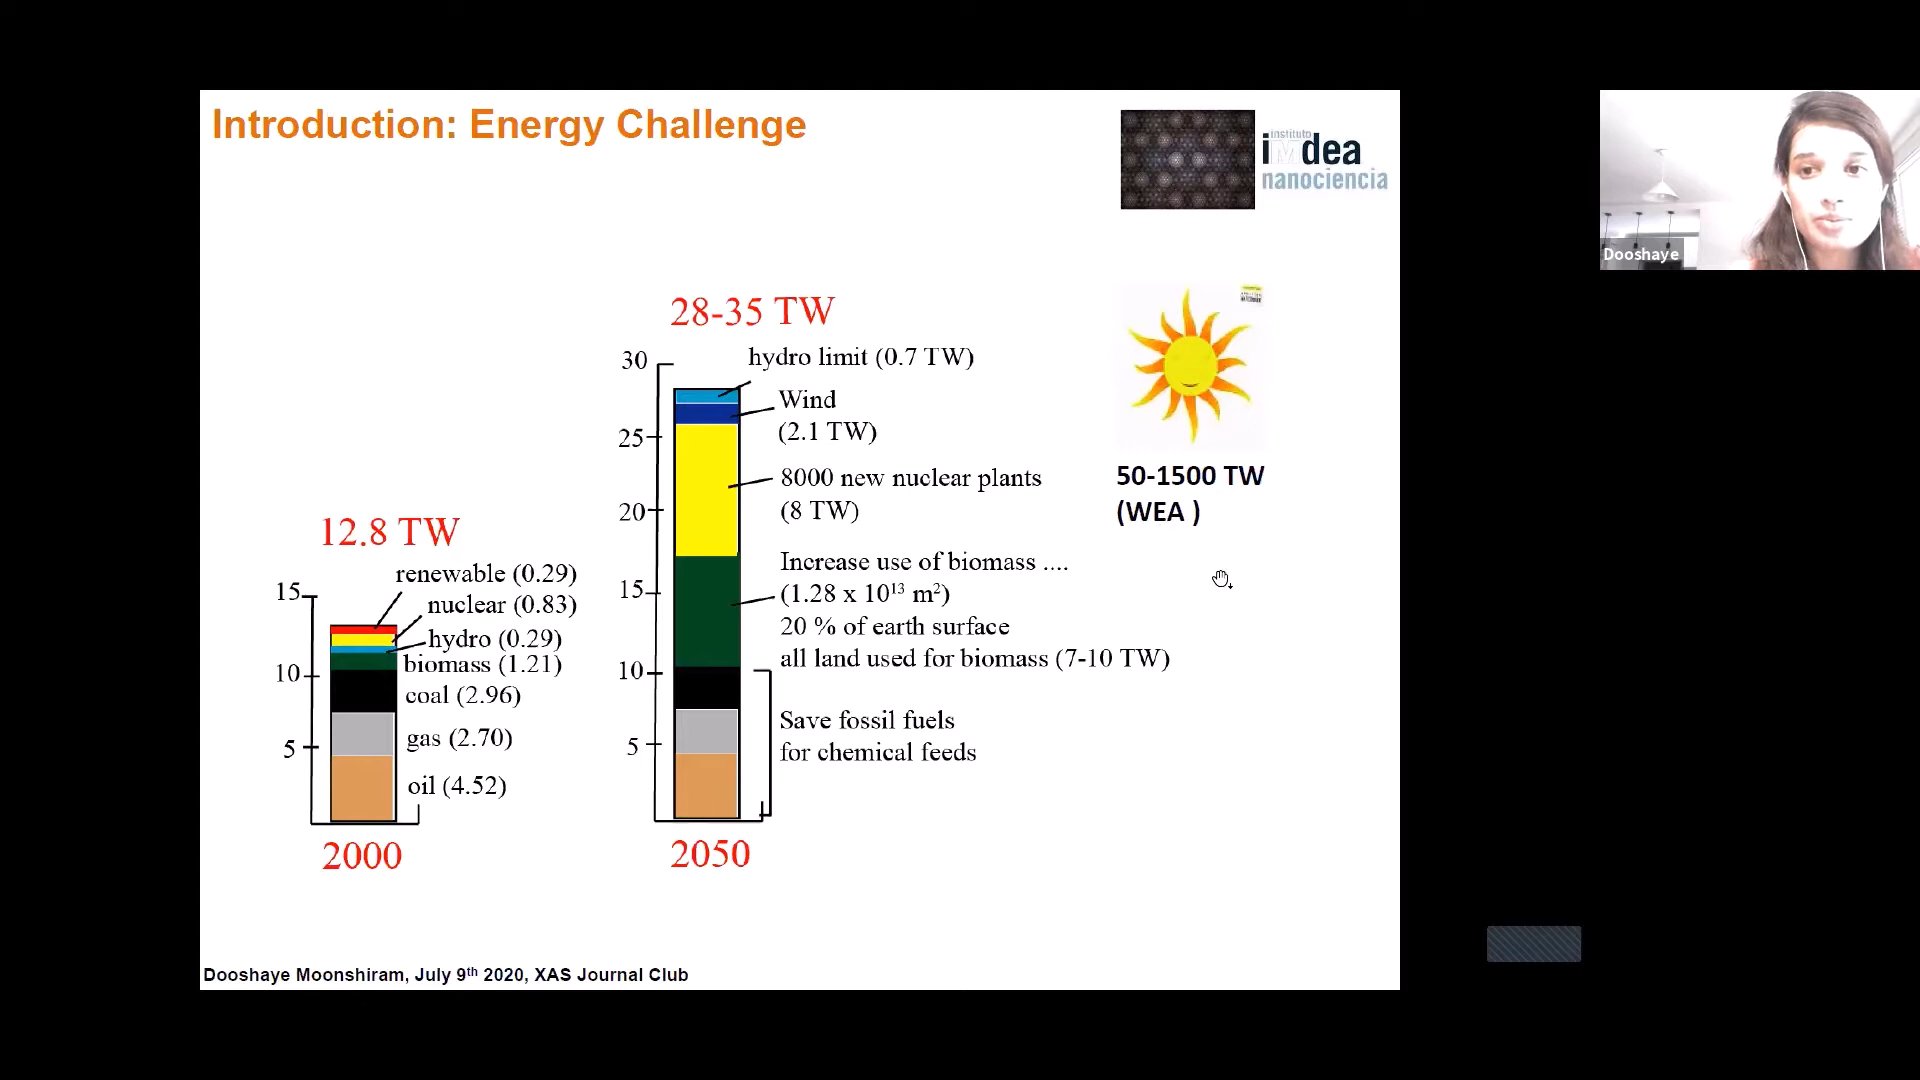 Introduction: Energy Challenge
instituto
iMdea
nanociencia
Dooshaye
28-35 TW
30
hydro limit (0.7 TW)
Wind
(2.1 TW)
25
8000 new nuclear plants
(8 TW)
20
50-1500 TW
(WEA )
12.8 TW
Increase use of biomass ....
(1.28 x 10¹³ m²)
20 % of earth surface
all land used for biomass (7-10 TW)
15
10
Save fossil fuels
for chemical feeds
5
2050
renewable (0.29)
15
nuclear (0.83)
hydro (0.29)
biomass (1.21)
10
coal (2.96)
gas (2.70)
5
oil (4.52)
2000
Dooshaye Moonshiram, July 9th 2020, XAS Journal Club